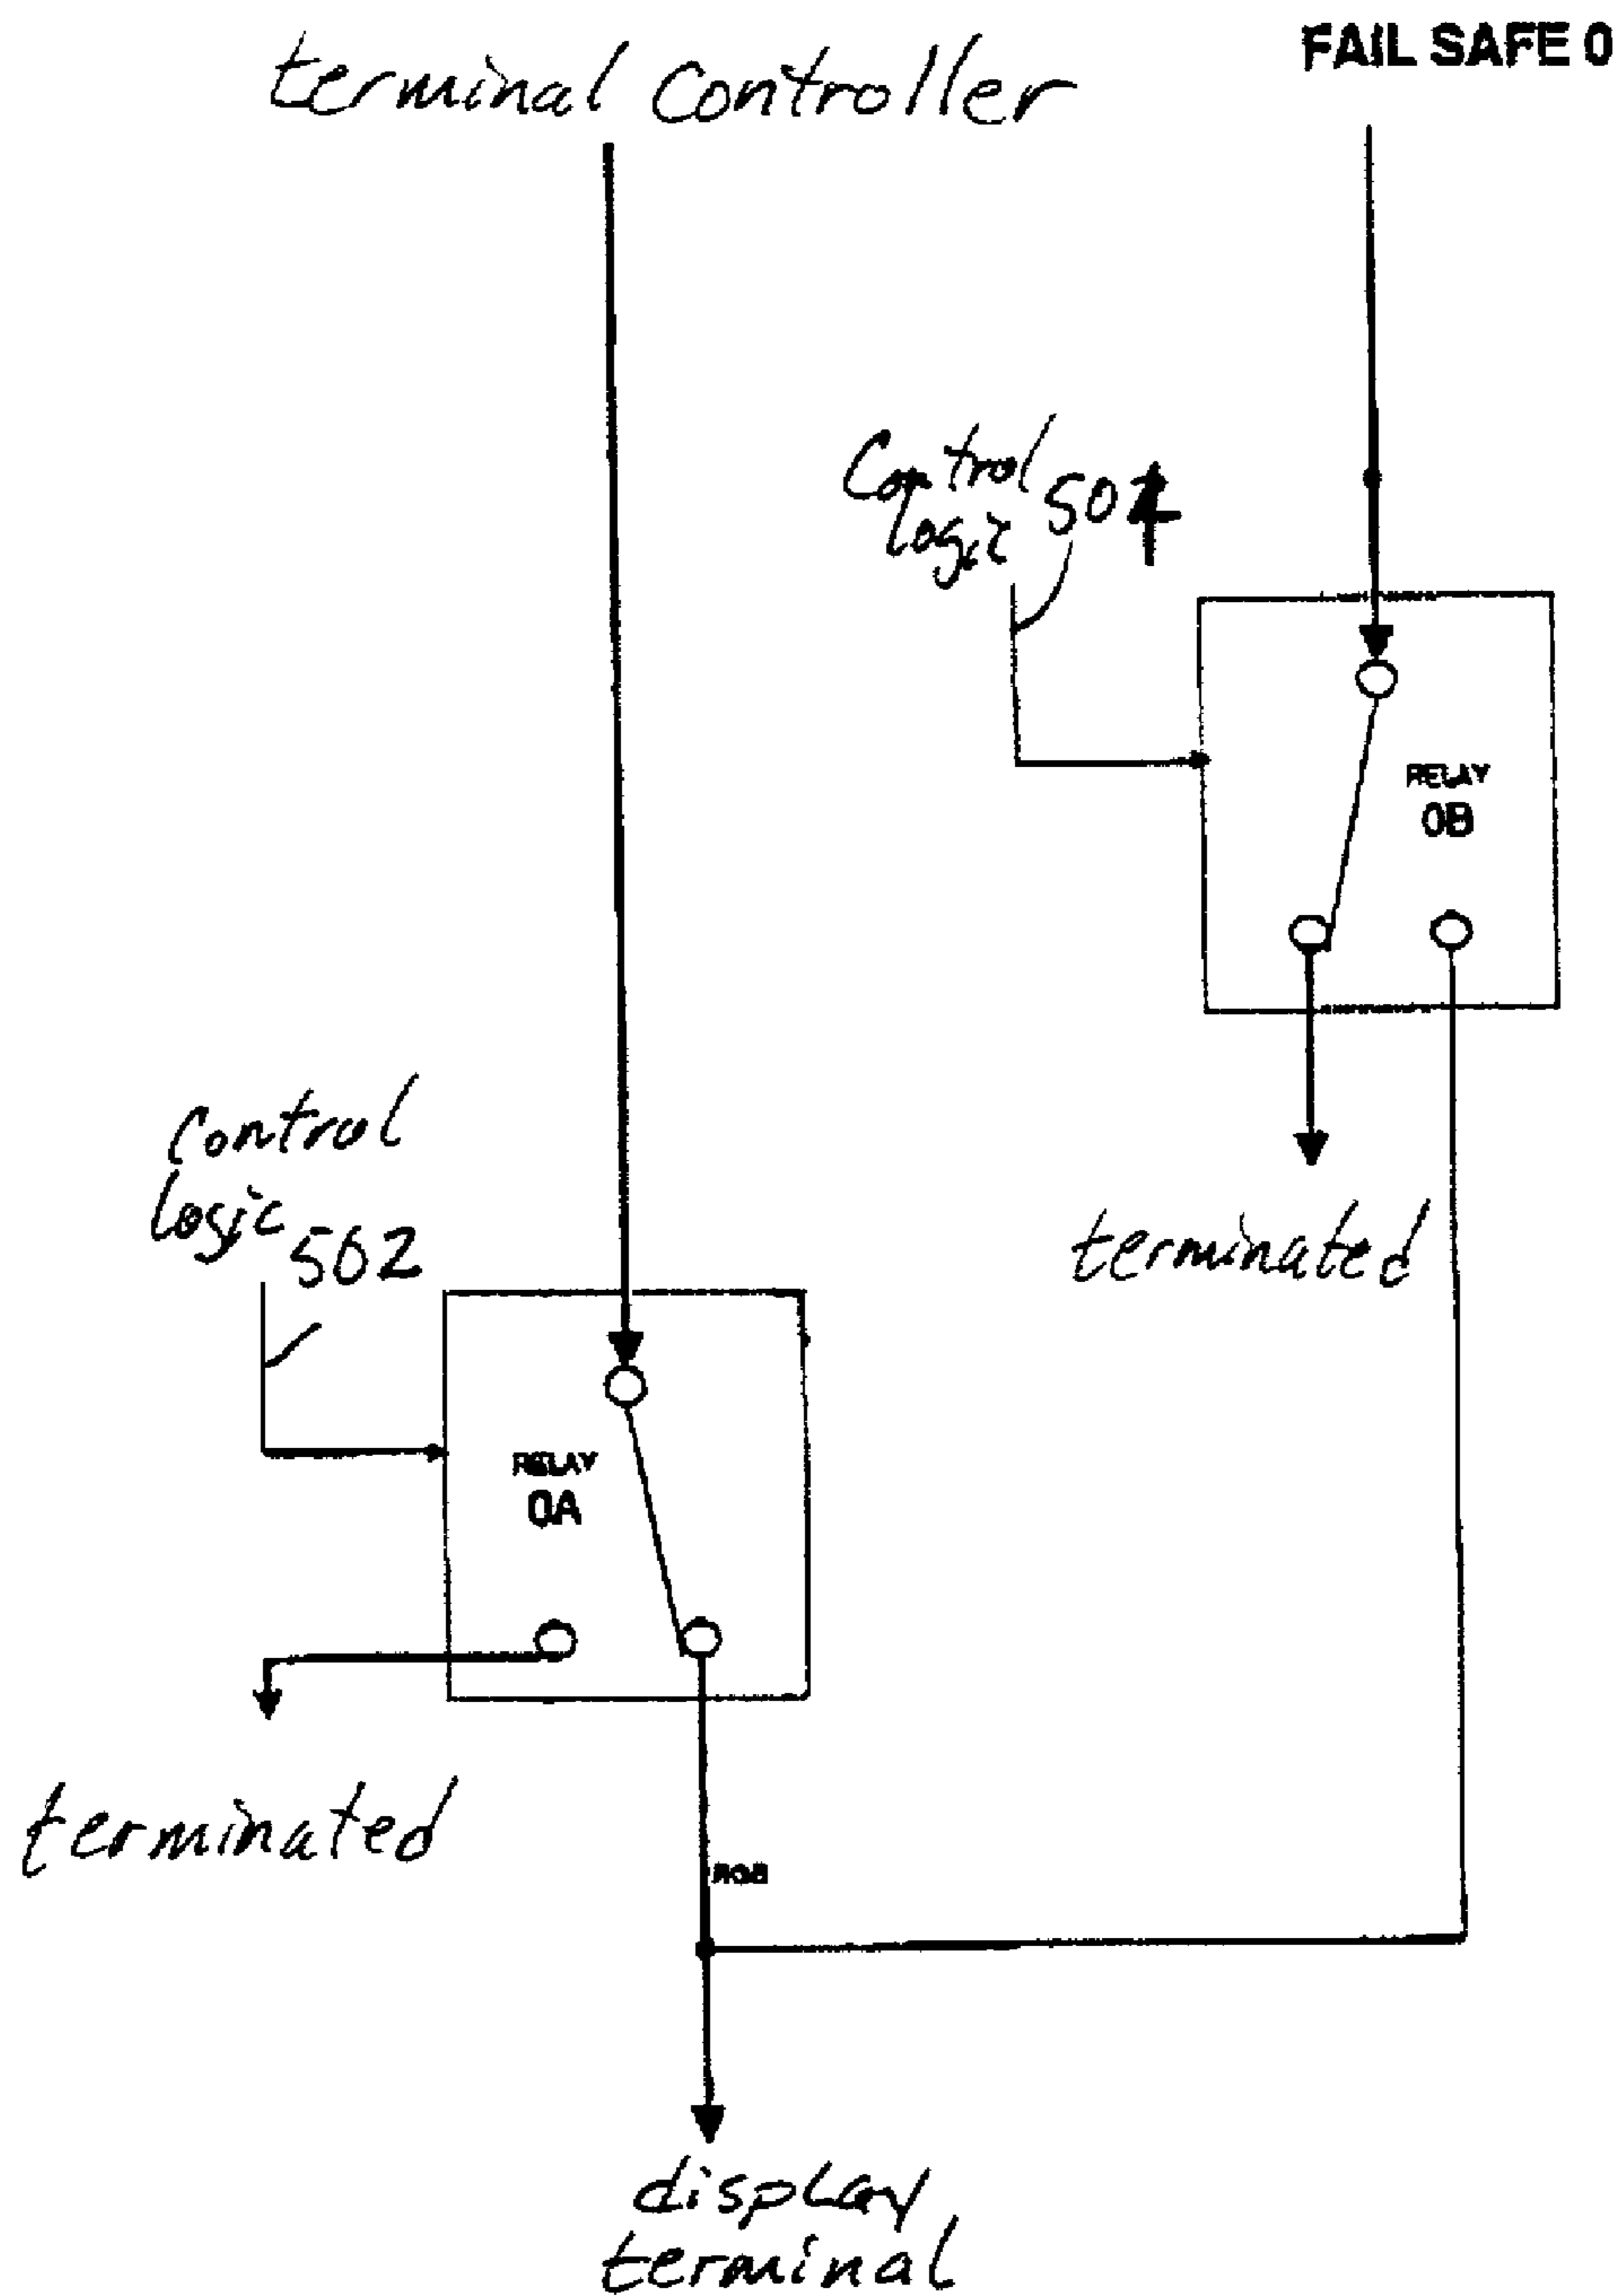 FAIL SAFE 0
terminal controller
Control
logic 504
RELAY
0B
terminated
control
logic 502
RELAY
0A
terminated
RGB
display
terminal